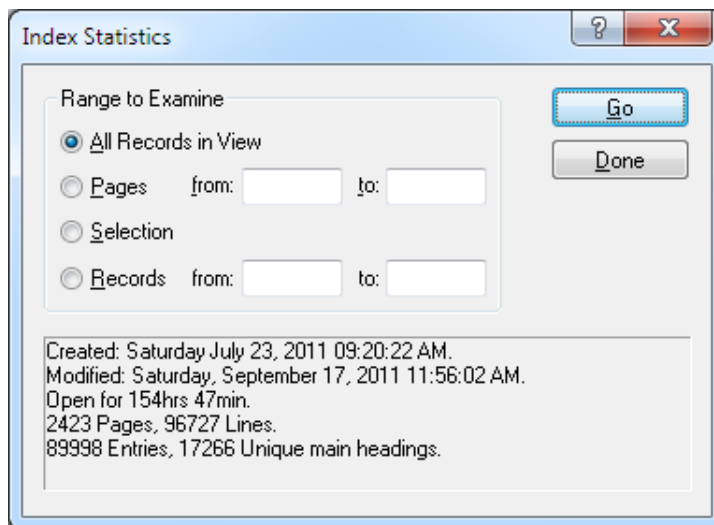 Index Statistics
Range to Examine
Go
All Records in View
Done
Pages from: to:
Selection
Records from: to:
Created: Saturday July 23, 2011 09:20:22 AM.
Modified: Saturday, September 17, 2011 11:56:02 AM.
Open for 154hrs 47min.
2423 Pages, 96727 Lines.
89998 Entries, 17266 Unique main headings.